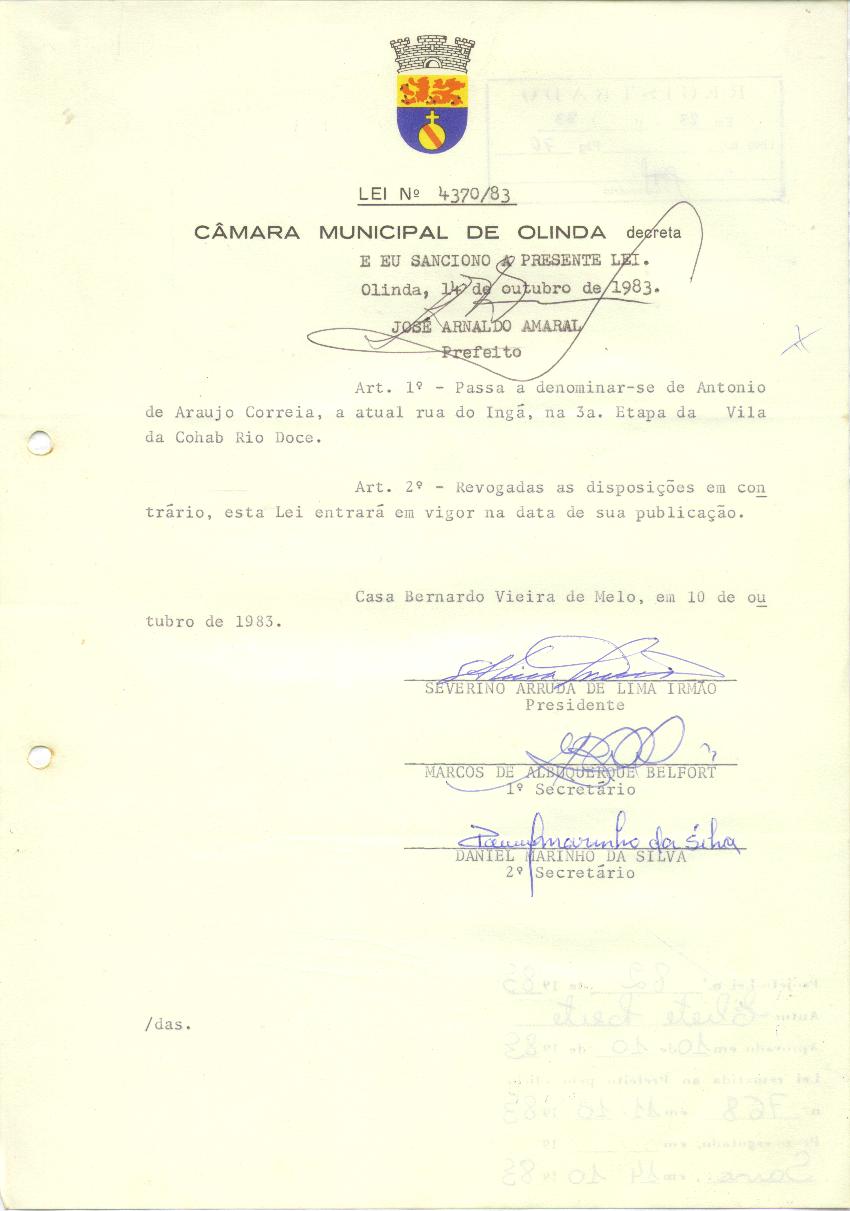 LEI Nº 4370/83
CÂMARA MUNICIPAL DE OLINDA decreta
E EU SANCIONO A PRESENTE LEI.
Olinda, 14 de outubro de 1983.
JOSÉ ARNALDO AMARAL
Prefeito
Art. 1º - Passa a denominar-se de Antonio
de Araujo Correia, a atual rua do Ingá, na 3a. Etapa da Vila
da Cohab Rio Doce.
Art. 2º - Revogadas as disposições em con
trário, esta Lei entrará em vigor na data de sua publicação.
Casa Bernardo Vieira de Melo, em 10 de ou
tubro de 1983.
SEVERINO ARRUDA DE LIMA IRMÃO
Presidente
MARCOS DE ALBUQUERQUE BELFORT
1º Secretário
marinho da Silva
DANIEL MARINHO DA SILVA
2º Secretário
/das.